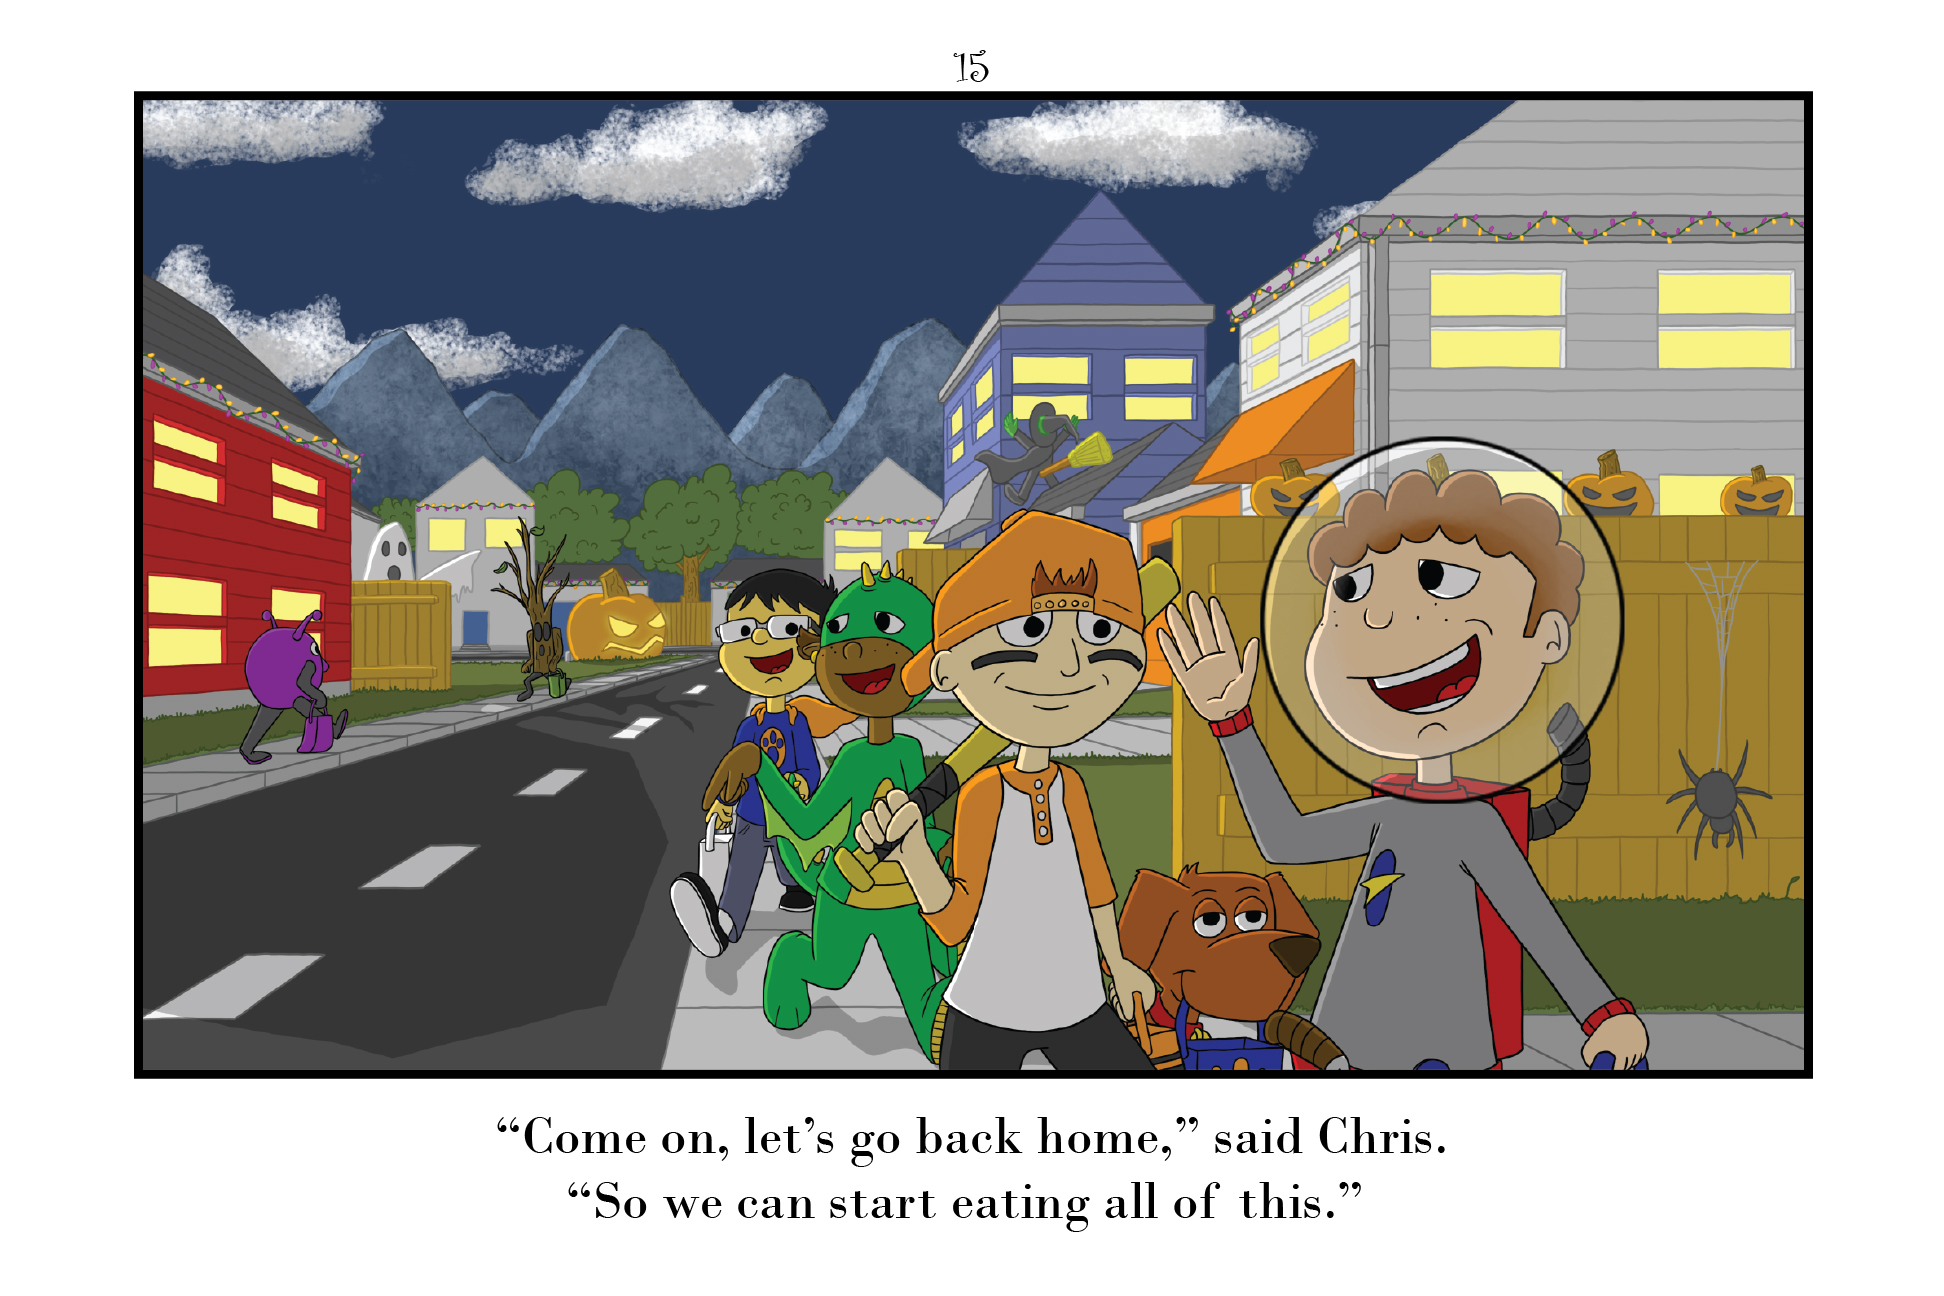 15
“Come on, let’s go back home,” said Chris.
“So we can start eating all of this.”